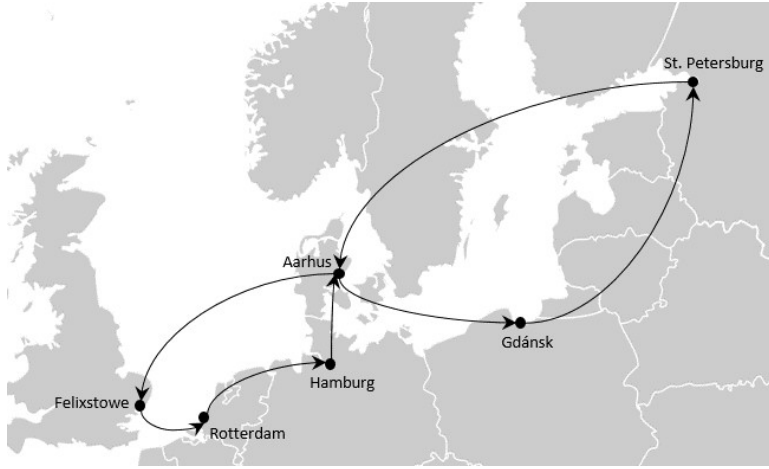 St. Petersburg
Aarhus
Gdánsk
Hamburg
Felixstowe
Rotterdam